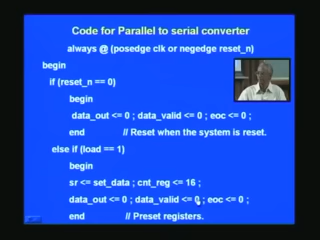 Code for Parallel to serial converter
always @ (posedge clk or negedge reset_n)
begin
if (reset_n == 0)
begin
data_out <= 0 ; data_valid <= 0 ; eoc <= 0 ;
end // Reset when the system is reset.
else if (load == 1)
begin
sr <= set_data ; cnt_reg <= 16 ;
data_out <= 0 ; data_valid <= 0 ; eoc <= 0 ;
end // Preset registers.